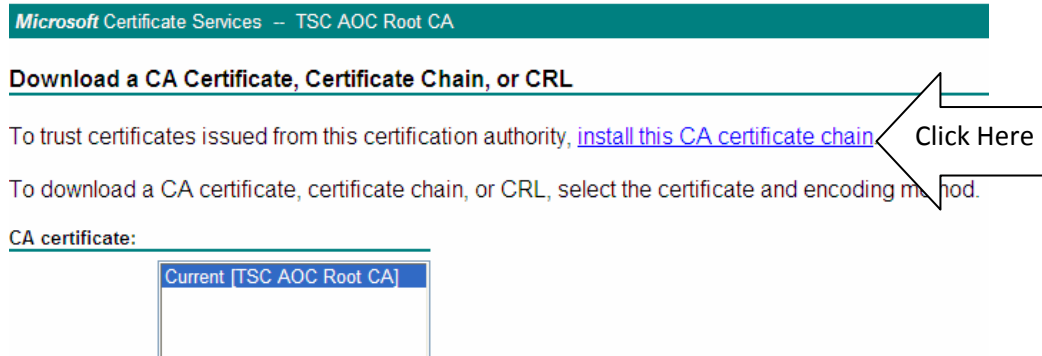 Microsoft Certificate Services -- TSC AOC Root CA
Download a CA Certificate, Certificate Chain, or CRL
To trust certificates issued from this certification authority, install this CA certificate chain
Click Here
To download a CA certificate, certificate chain, or CRL, select the certificate and encoding method.
CA certificate:
Current [TSC AOC Root CA]